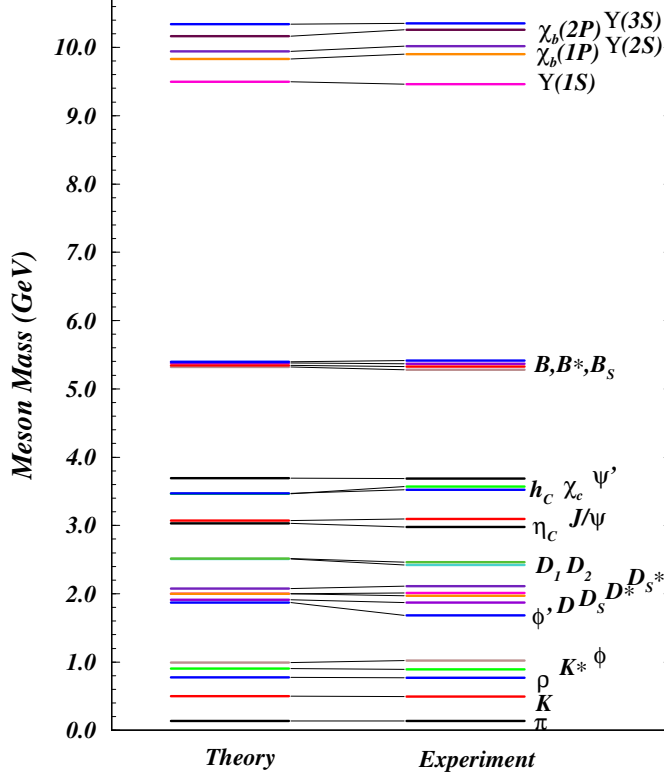 Υ(3S)
10.0
χb(2P)
Υ(2S)
χb(1P)
9.0
Υ(1S)
8.0
7.0
6.0
Meson Mass (GeV)
B,B*,BS
5.0
4.0
ψ'
hC χc
3.0
ηC J/ψ
D1 D2
2.0
ϕ' D DS D* DS*
1.0
ρ K* ϕ
K
0.0
π
Theory Experiment